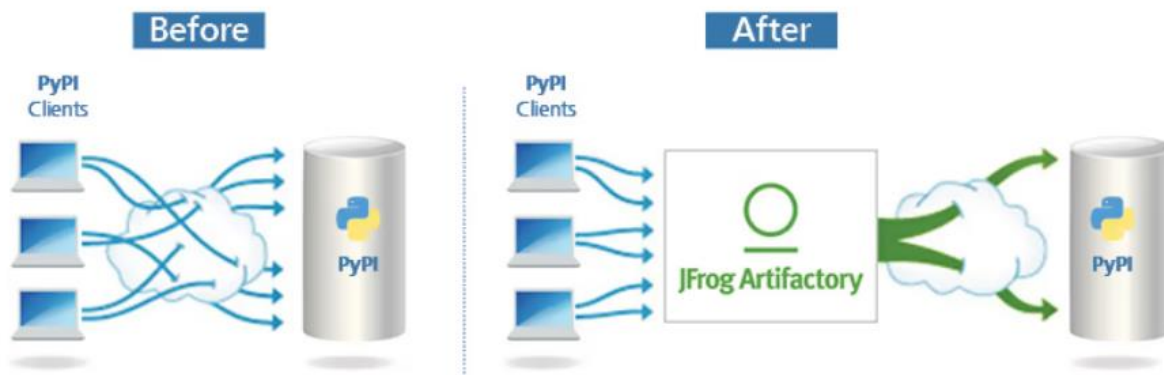 Before
PyPI
Clients
PyPI
After
PyPI
Clients
JFrog Artifactory
PyPI